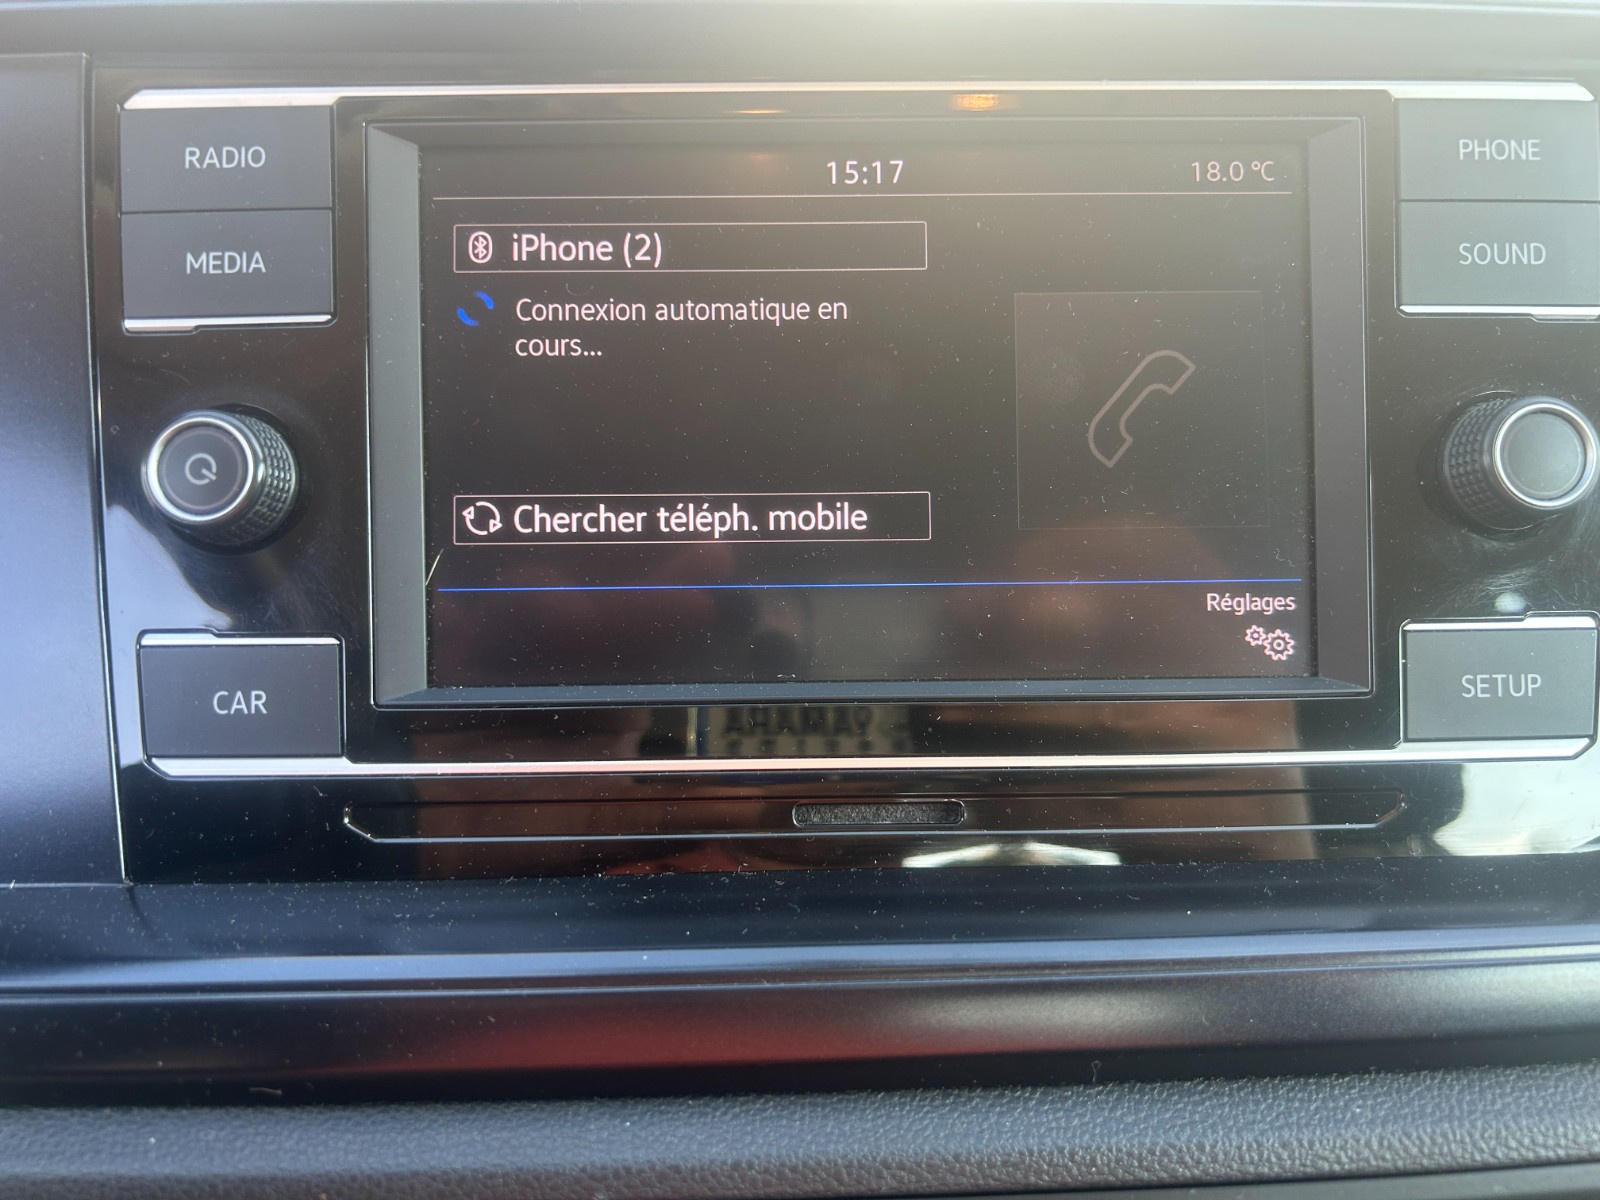 RADIO
MEDIA
CAR
15:17
18.0 °C
iPhone (2)
Connexion automatique en
cours...
Chercher téléph. mobile
Réglages
PHONE
SOUND
SETUP
YAMAHA